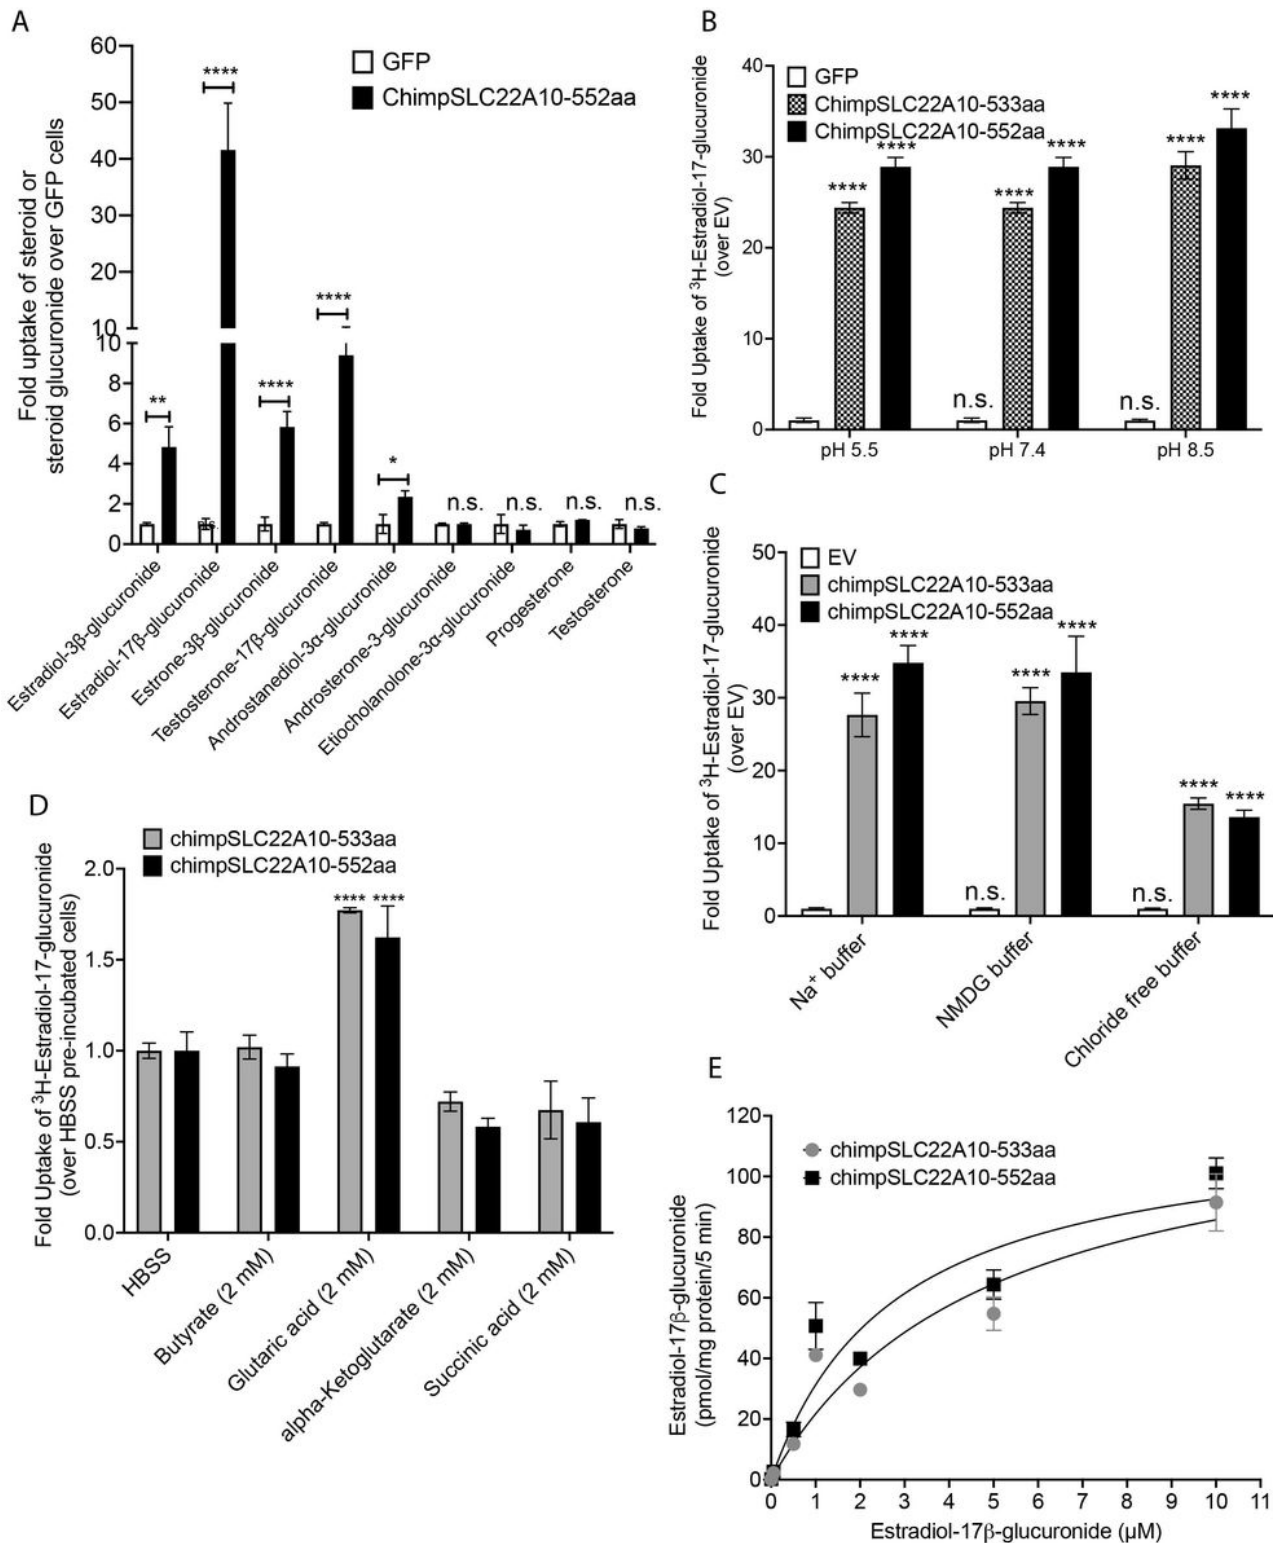 A
Fold uptake of steroid or
steroid glucuronide over GFP cells
60
50
40
30
20
10
10
8
6
4
2
0
GFP
ChimpSLC22A10-552aa
**
****
****
****
*
n.s.
n.s.
n.s.
n.s.
n.s.
Estradiol-3β-glucuronide
Estradiol-17β-glucuronide
Estrone-3β-glucuronide
Testosterone-17β-glucuronide
Androstanediol-3α-glucuronide
Androsterone-3-glucuronide
Etiocholanolone-3α-glucuronide
Progesterone
Testosterone
B
Fold Uptake of ³H-Estradiol-17-glucuronide
(over EV)
40
30
20
10
0
GFP
ChimpSLC22A10-533aa
ChimpSLC22A10-552aa
****
****
n.s.
****
****
n.s.
****
****
pH 5.5
pH 7.4
pH 8.5
C
Fold Uptake of ³H-Estradiol-17-glucuronide
(over EV)
50
40
30
20
10
0
EV
chimpSLC22A10-533aa
chimpSLC22A10-552aa
****
****
n.s.
****
****
n.s.
****
****
Na⁺ buffer
NMDG buffer
Chloride free buffer
D
Fold Uptake of ³H-Estradiol-17-glucuronide
(over HBSS pre-incubated cells)
2.0
1.5
1.0
0.5
0.0
chimpSLC22A10-533aa
chimpSLC22A10-552aa
****
****
HBSS
Butyrate (2 mM)
Glutaric acid (2 mM)
alpha-Ketoglutarate (2 mM)
Succinic acid (2 mM)
E
Estradiol-17β-glucuronide
(pmol/mg protein/5 min)
120
100
80
60
40
20
0
chimpSLC22A10-533aa
chimpSLC22A10-552aa
0 1 2 3 4 5 6 7 8 9 10 11
Estradiol-17β-glucuronide (µM)